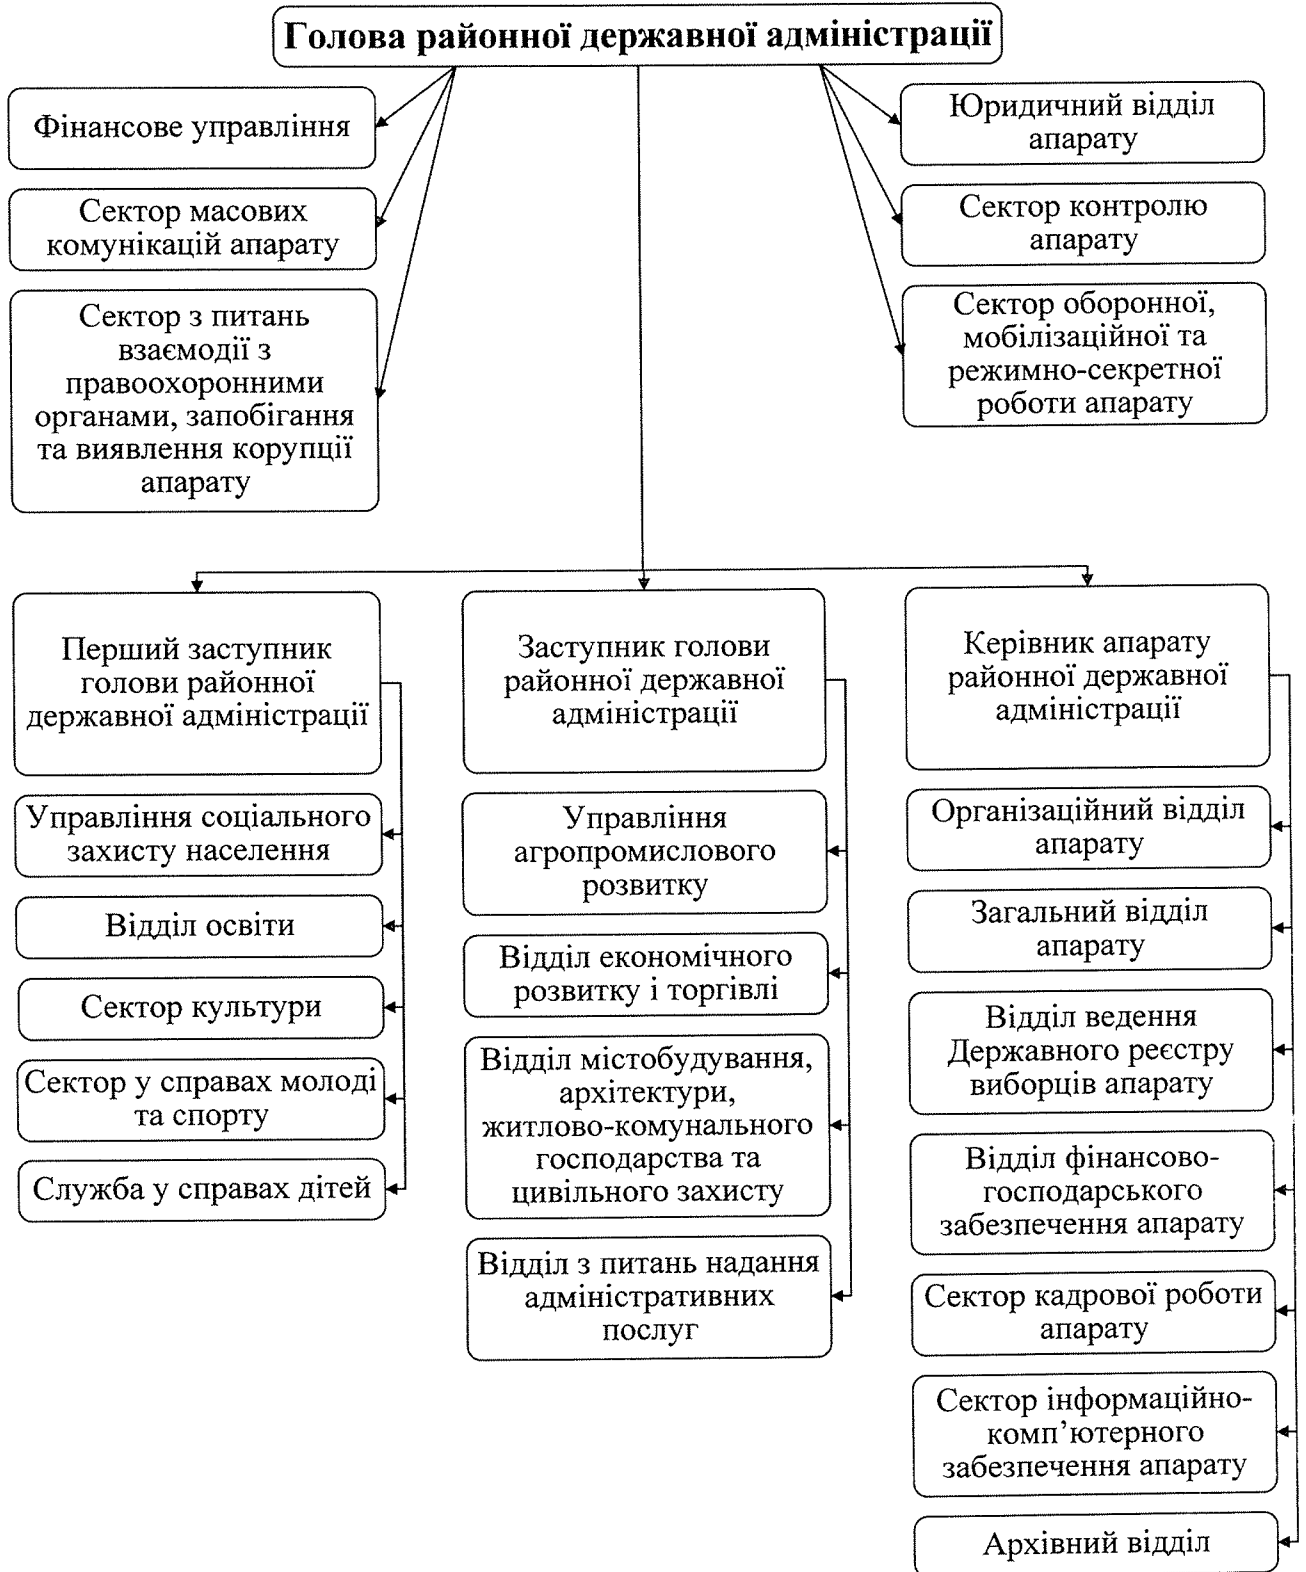 Голова районної державної адміністрації
Фінансове управління
Сектор масових
комунікацій апарату
Сектор з питань
взаємодії з
правоохоронними
органами, запобігання
та виявлення корупції
апарату
Юридичний відділ
апарату
Сектор контролю
апарату
Сектор оборонної,
мобілізаційної та
режимно-секретної
роботи апарату
Перший заступник
голови районної
державної адміністрації
Управління соціального
захисту населення
Відділ освіти
Сектор культури
Сектор у справах молоді
та спорту
Служба у справах дітей
Заступник голови
районної державної
адміністрації
Управління
агропромислового
розвитку
Відділ економічного
розвитку і торгівлі
Відділ містобудування,
архітектури,
житлово-комунального
господарства та
цивільного захисту
Відділ з питань надання
адміністративних
послуг
Керівник апарату
районної державної
адміністрації
Організаційний відділ
апарату
Загальний відділ
апарату
Відділ ведення
Державного реєстру
виборців апарату
Відділ фінансово-
господарського
забезпечення апарату
Сектор кадрової роботи
апарату
Сектор інформаційно-
комп’ютерного
забезпечення апарату
Архівний відділ